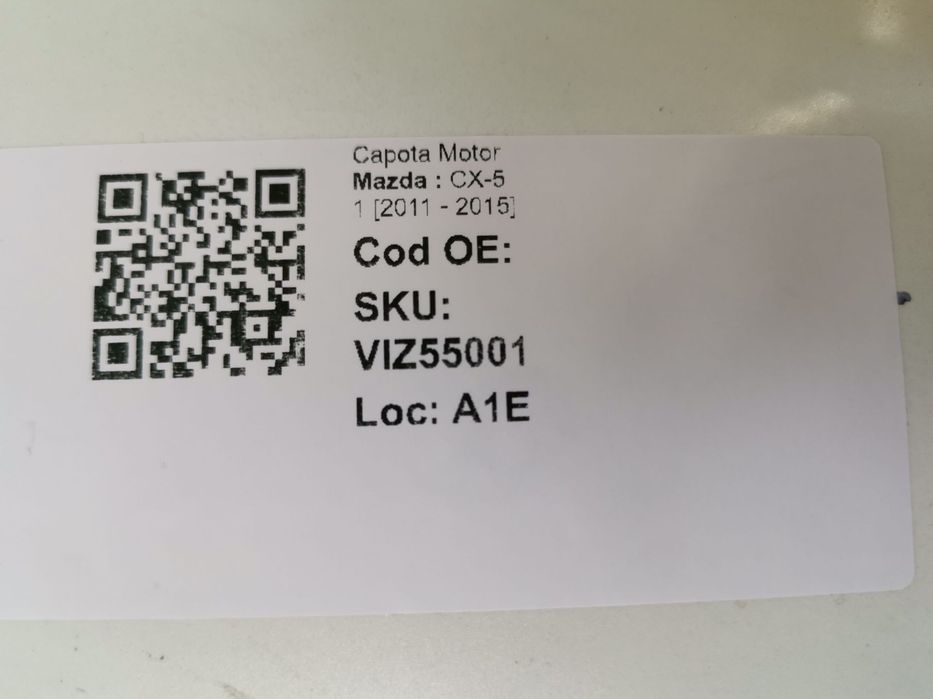 Capota Motor
Mazda : CX-5
1 [2011 - 2015]
Cod OE:
SKU:
VIZ55001
Loc: A1E